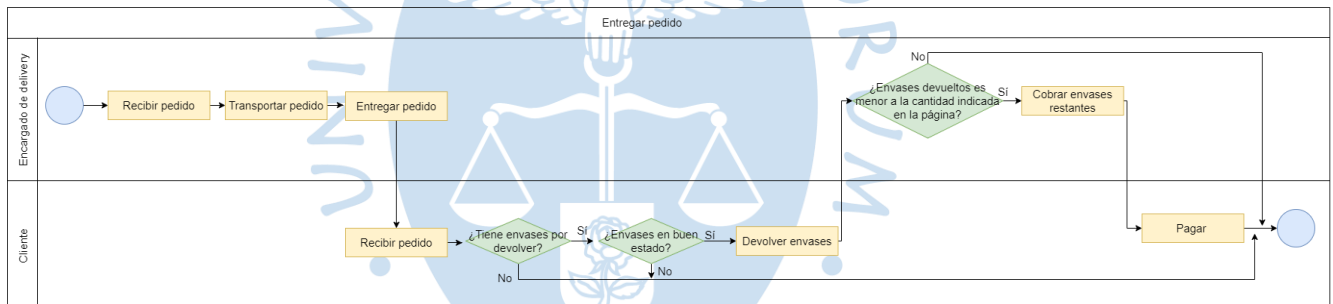 Entregar pedido
Encargado de delivery
Recibir pedido
Transportar pedido
Entregar pedido
¿Envases devueltos es
menor a la cantidad indicada
en la página?
No
Sí
Cobrar envases
restantes
Cliente
Recibir pedido
¿Tiene envases por
devolver?
Sí
No
¿Envases en buen
estado?
Sí
No
Devolver envases
Pagar